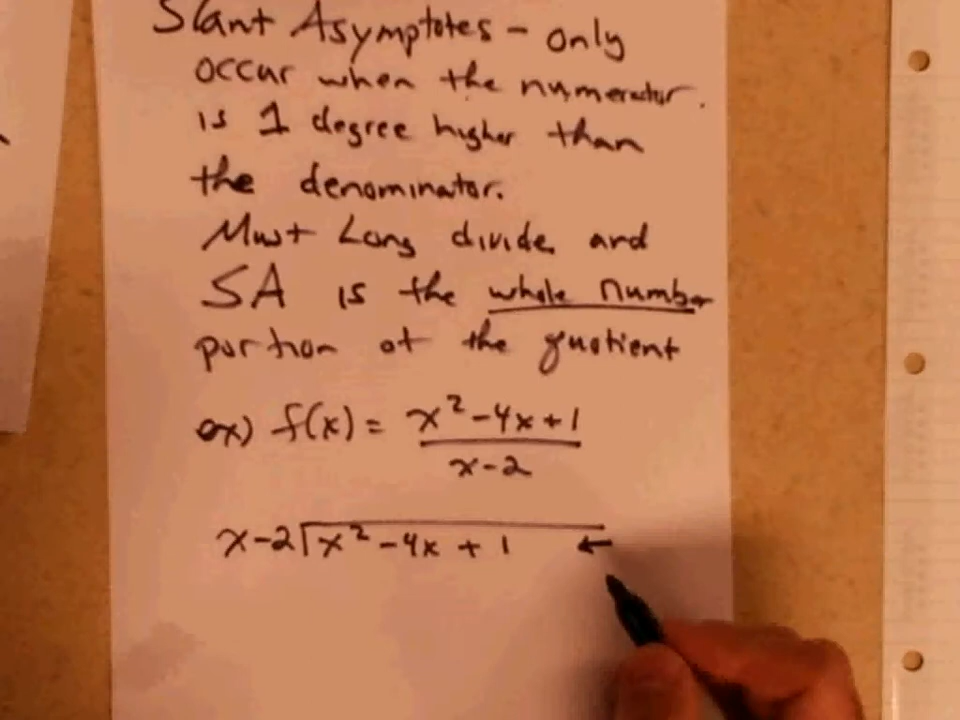 Slant Asymptotes - only
occur when the numerator
is 1 degree higher than
the denominator.
Must Long divide and
SA is the whole number
portion of the quotient
ex) f(x) = x² - 4x + 1
x - 2
x - 2 √x² - 4x + 1 ←